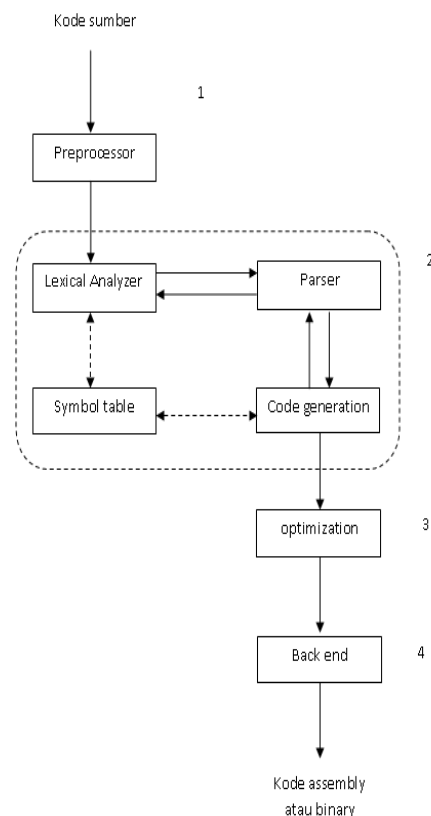 Kode sumber
1
Preprocessor
2
Lexical Analyzer
Parser
Symbol table
Code generation
optimization
3
Back end
4
Kode assembly
atau binary